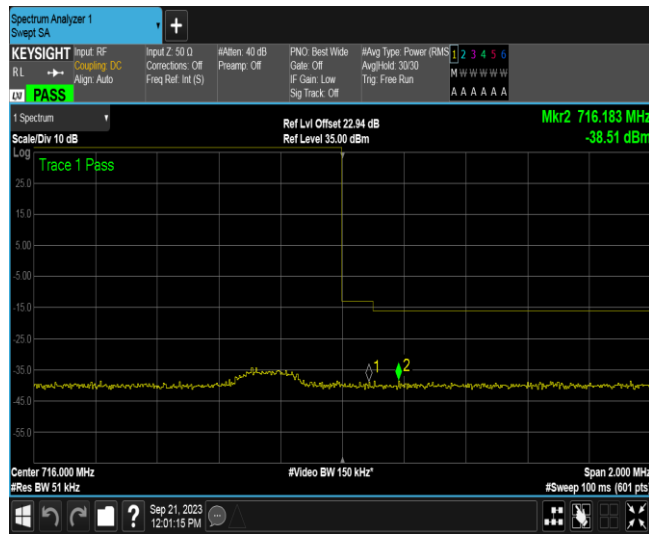 Spectrum Analyzer 1
Swept SA
+
KEYSIGHT
RL
LXI PASS
Input: RF
Coupling: DC
Align: Auto
Input Z: 50 Ω
Corrections: Off
Freq Ref: Int (S)
#Atten: 40 dB
Preamp: Off
PNO: Best Wide
Gate: Off
IF Gain: Low
Sig Track: Off
#Avg Type: Power (RMS
Avg|Hold: 30/30
Trig: Free Run
1 2 3 4 5 6
M W W W W W
A A A A A A
1 Spectrum
Scale/Div 10 dB
Ref Lvl Offset 22.94 dB
Ref Level 35.00 dBm
Mkr2 716.183 MHz
-38.51 dBm
Log
Trace 1 Pass
25.0
15.0
5.00
-5.00
-15.0
-25.0
-35.0
-45.0
-55.0
1
2
Center 716.000 MHz
#Res BW 51 kHz
#Video BW 150 kHz*
Span 2.000 MHz
#Sweep 100 ms (601 pts)
?
Sep 21, 2023
12:01:15 PM